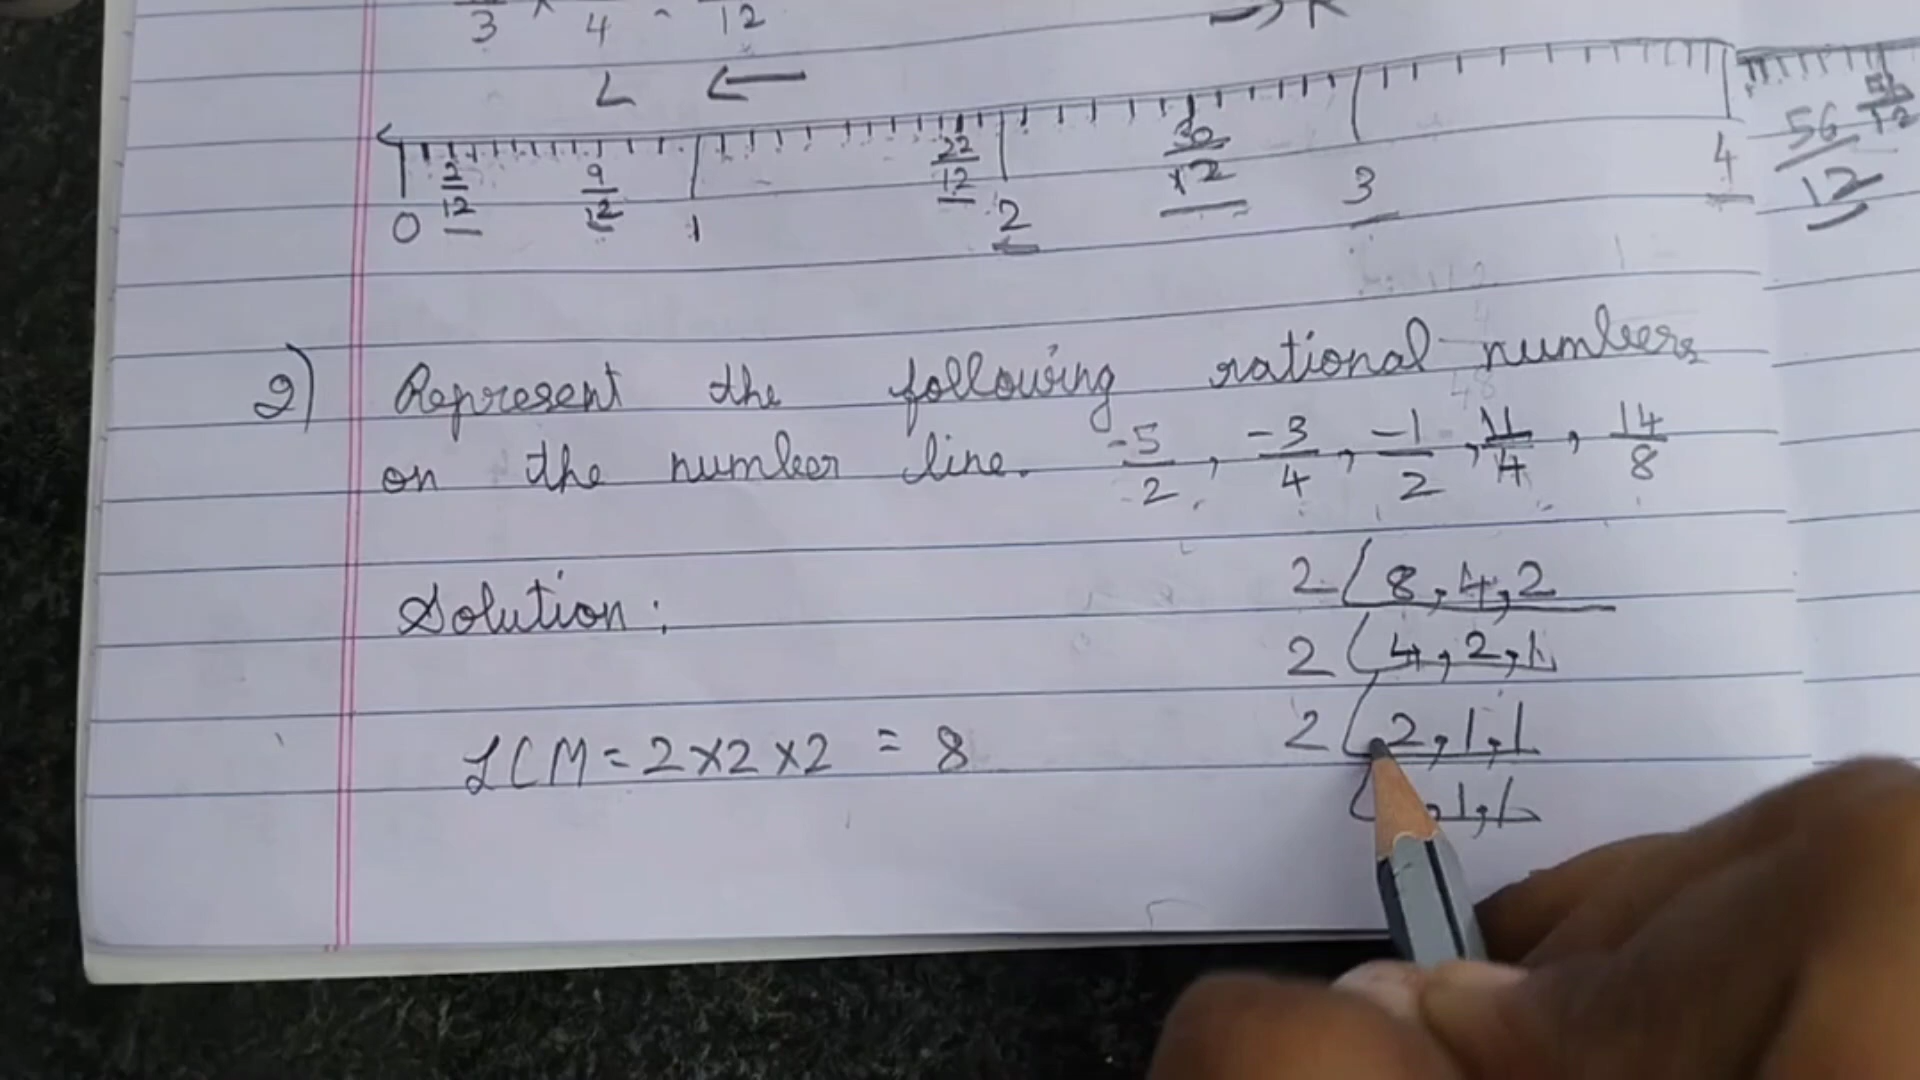 3 × 4 - 12 → R
L ←
2/12 9/12 22/12 30/12 56/12 56/12
0 1 2 3 4
2) Represent the following rational numbers
on the number line. -5/2 , -3/4 , -1/2 , 11/4 , 14/8
Solution :
2 8,4,2
2 4,2,1
2 2,1,1
,1,1
LCM = 2×2×2 = 8